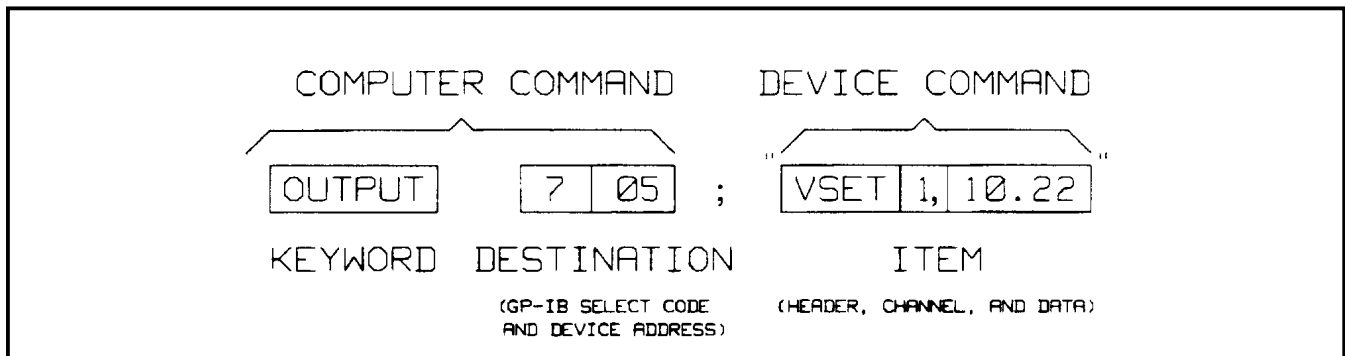 COMPUTER COMMAND DEVICE COMMAND
OUTPUT 7 05 ; "VSET 1, 10.22"
KEYWORD DESTINATION ITEM
(GP-IB SELECT CODE (HEADER, CHANNEL, AND DATA)
AND DEVICE ADDRESS)